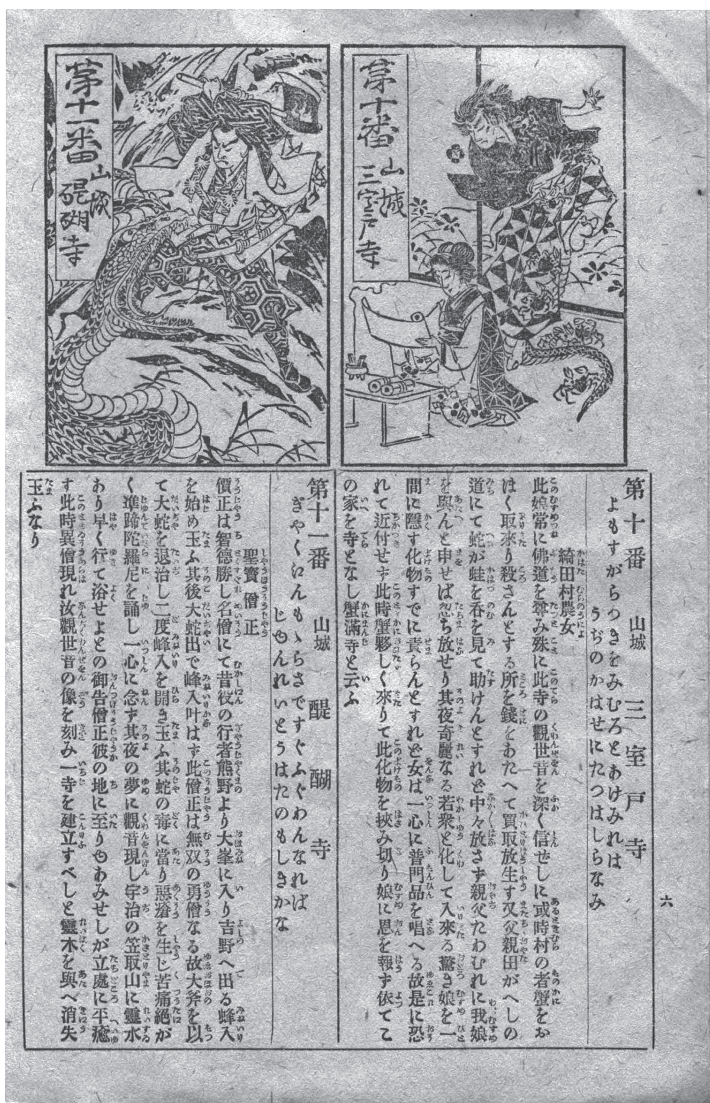 第十番 山城 三室戸寺
第十一番 山城 醍醐寺
六
第十番 山城 三室戸寺
よもすがらつきをみむろとわけゆけば
うぢのかはせにたつはしらなみ
綺田村農女
此娘常に佛道を尊み殊に此寺の觀世音を深く信せしに或時村の者蟹をお
ほく取來り殺さんとする所を錢をあたへて買取放生す又父親田がへしの
道にて蛇が蛙を呑を見て助けんとすれど中々放さず親父たわむれに我娘
を與んと申せば忽ち放せり其夜奇麗なる若衆と化して入來る驚き娘を一
間に隱す化物すでに責らんとすれど女は一心に普門品を唱へる故是に恐
れて近付せず此時蟹夥しく來りて此化物を挾み切り娘に恩を報ず依てこ
の家を寺となし蟹滿寺と云ふ
第十一番 山城 醍醐寺
ぎやくゐんもゝらさですくふぐわんなれば
じゆんれいとうはたのもしきかな
聖寳僧正
僧正は智德勝し名僧にて昔役の行者熊野より大峯に入り吉野へ出る峰入
を始め玉ふ其後大蛇出で峰入叶はず此僧正は無双の勇僧なる故大斧を以
て大蛇を退治し二度峰入を開き玉ふ其蛇の毒に當り惡瘡を生じ苦痛絕が
く準蹄陀羅尼を誦し一心に念ず其夜の夢に觀音現し宇治の笠取山に靈水
あり早く行て浴せよとの御告僧正彼の地に至りゆあみせしが立處に平癒
す此時異僧現れ汝觀世音の像を刻み一寺を建立すべしと靈木を與へ消失
玉ふなり